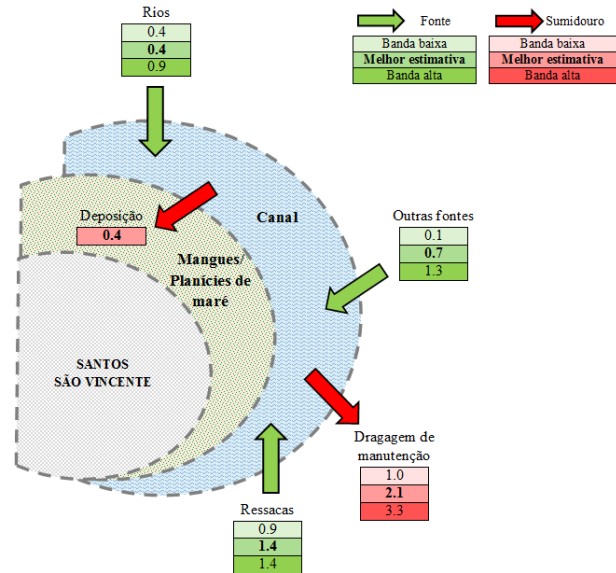 Rios
0.4
0.4
0.9
Fonte
Banda baixa
Melhor estimativa
Banda alta
Sumidouro
Banda baixa
Melhor estimativa
Banda alta
Deposição
0.4
Canal
Mangues/
Planícies de
maré
Outras fontes
0.1
0.7
1.3
SANTOS
SÃO VINCENTE
Dragagem de
manutenção
1.0
2.1
3.3
Ressacas
0.9
1.4
1.4